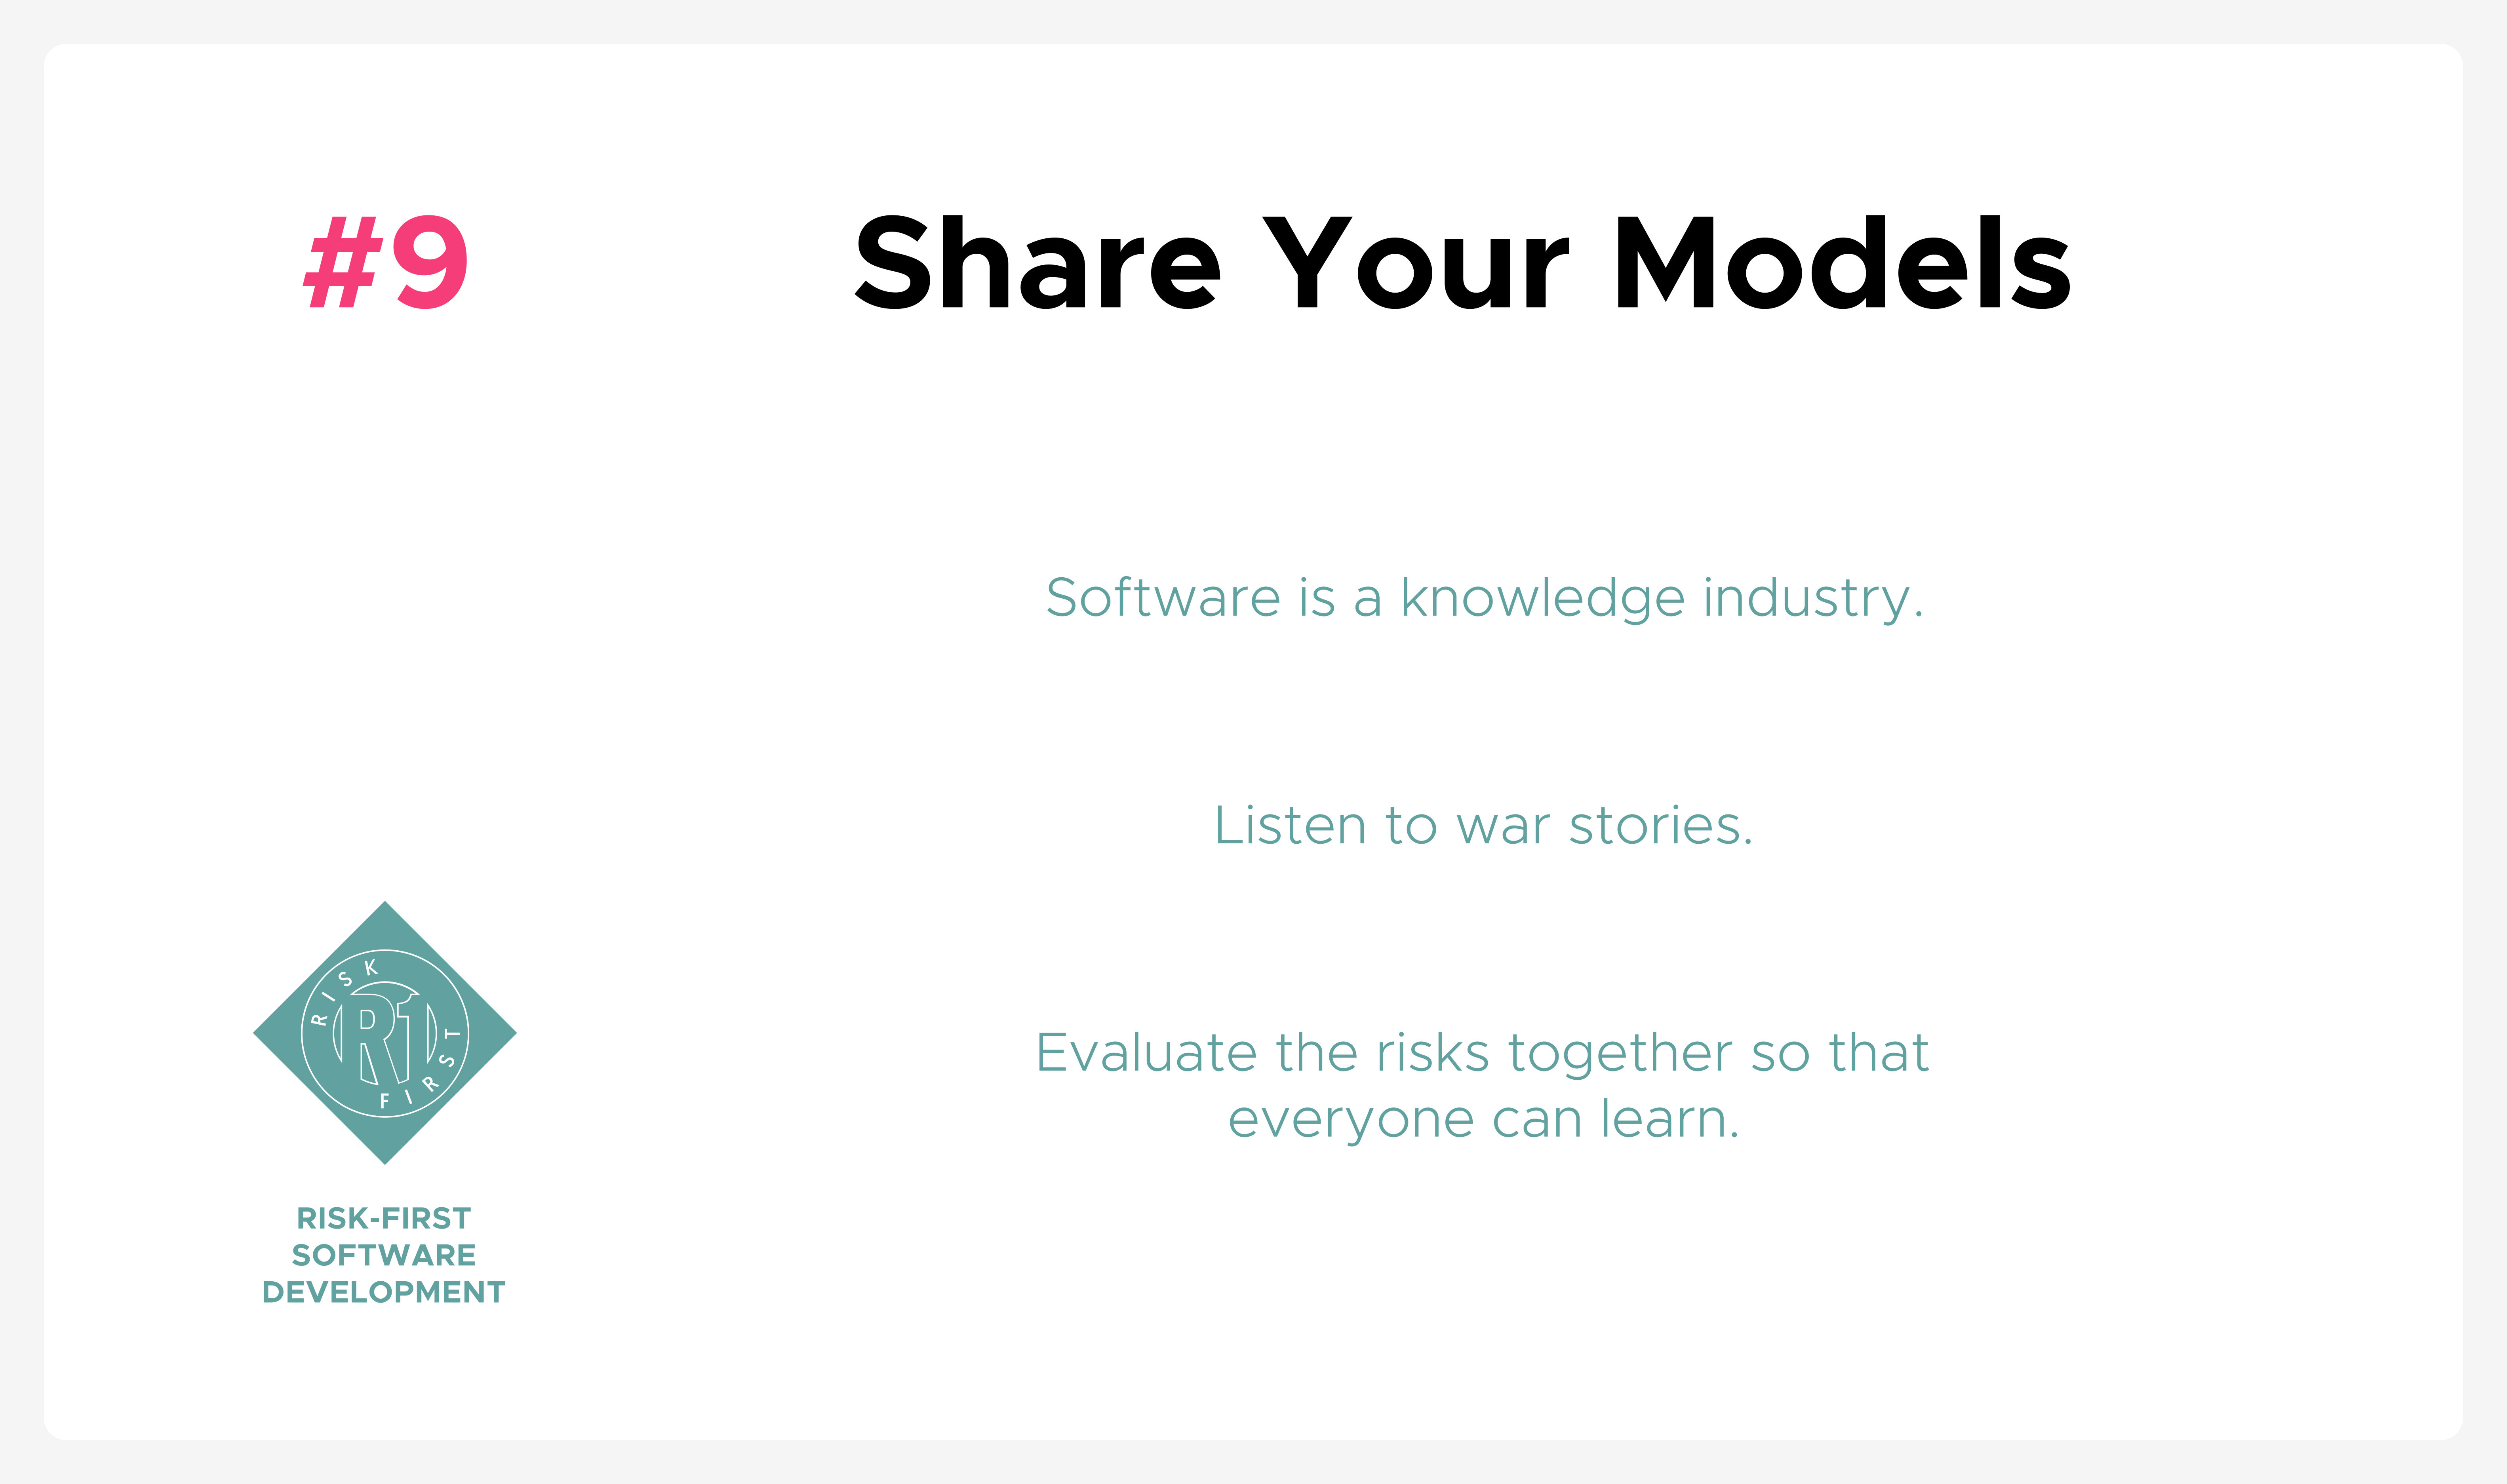 #9
Share Your Models
Software is a knowledge industry.
Listen to war stories.
Evaluate the risks together so that
everyone can learn.
RISK
R1
FIRST
RISK-FIRST
SOFTWARE
DEVELOPMENT